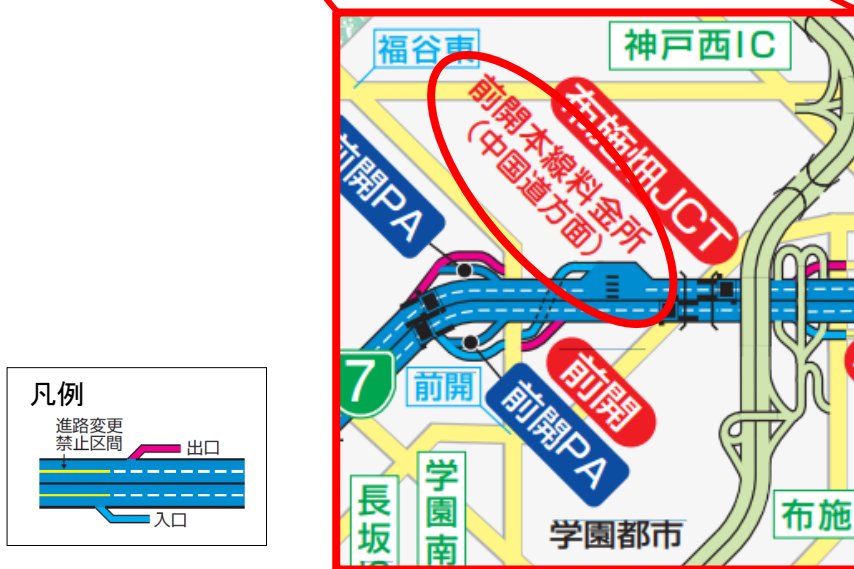 福谷東
神戸西IC
前開本線料金所
(中国道方面)
布施畑JCT
前開PA
7
前開
前開
前開PA
学園南
長坂
学園都市
布施
凡例
進路変更
禁止区間
出口
入口